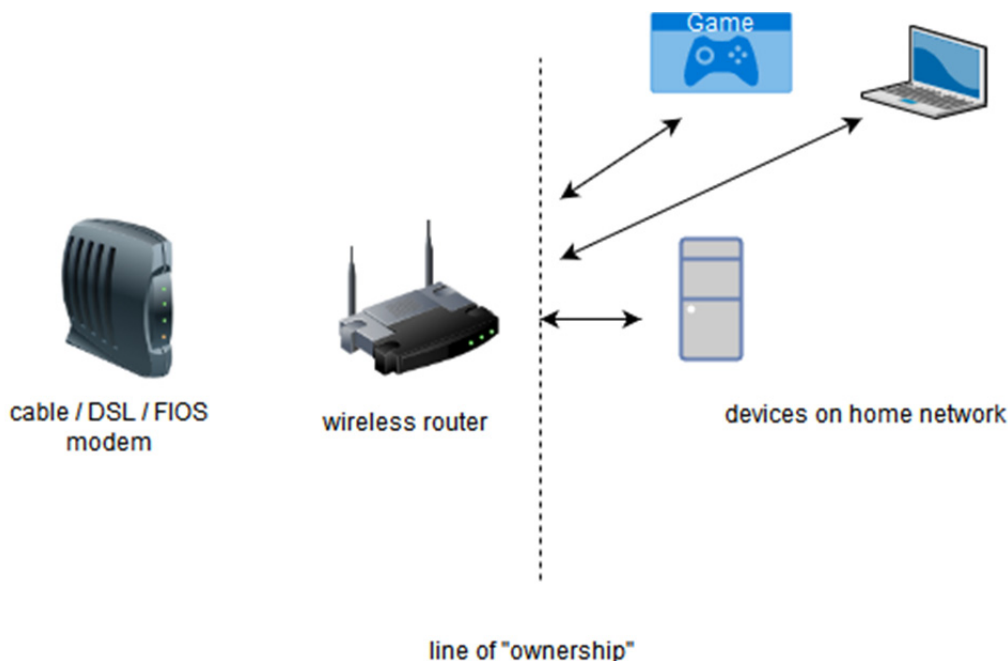 Game
cable / DSL / FIOS
modem
wireless router
devices on home network
line of "ownership"